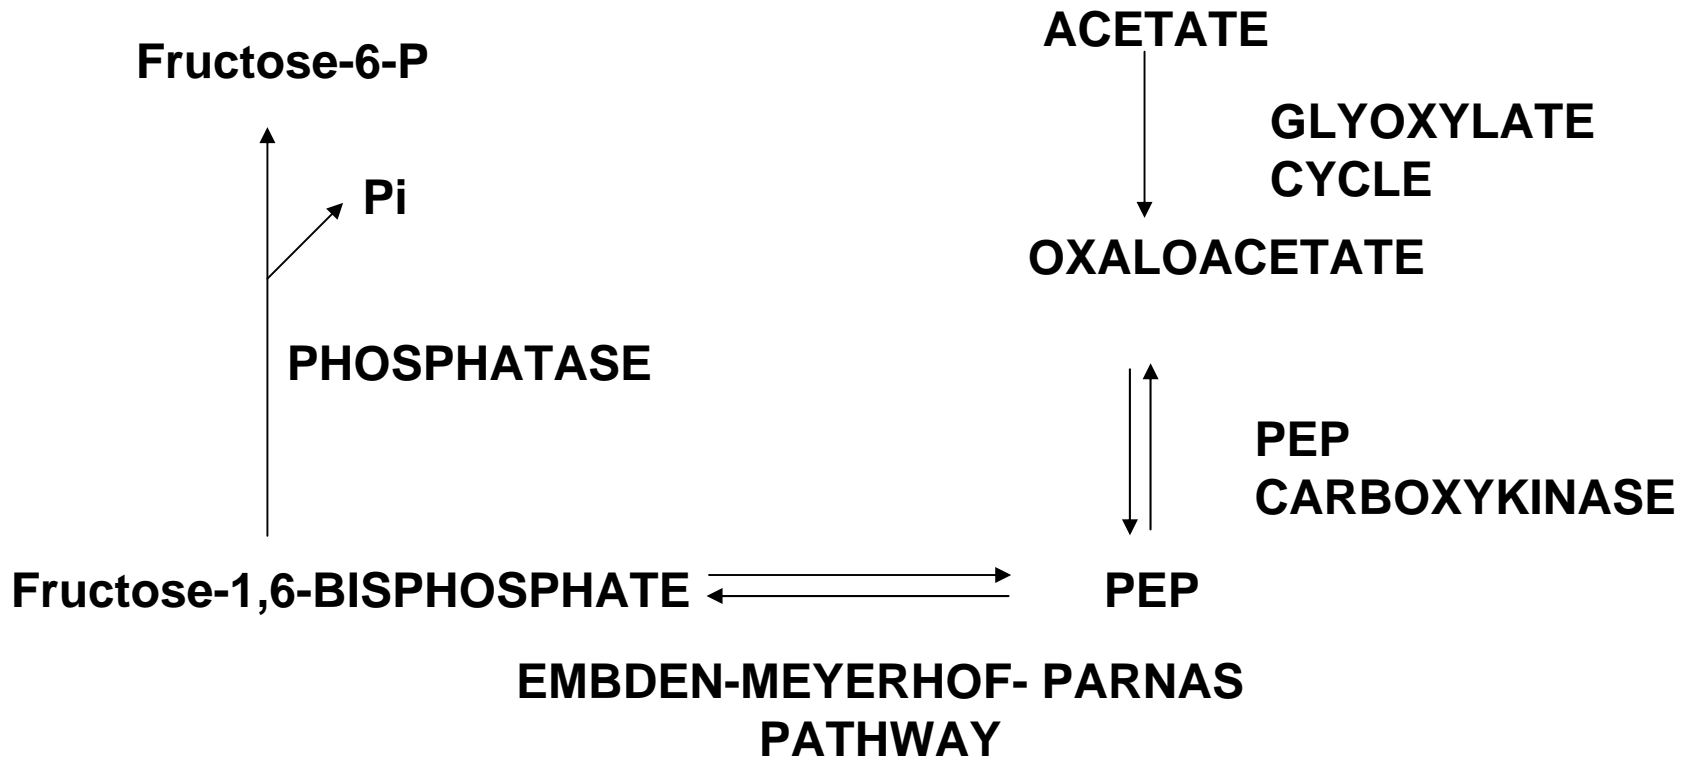 ACETATE
Fructose-6-P
GLYOXYLATE
CYCLE
Pi
OXALOACETATE
PHOSPHATASE
PEP
CARBOXYKINASE
Fructose-1,6-BISPHOSPHATE
PEP
EMBDEN-MEYERHOF- PARNAS
PATHWAY